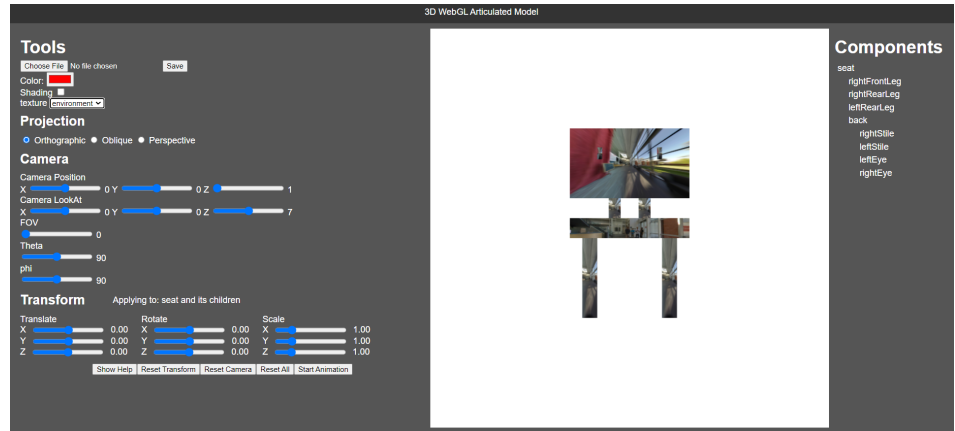 3D WebGL Articulated Model
Tools
Choose File No file chosen Save
Color:
Shading
texture environment
Projection
Orthographic Oblique Perspective
Camera
Camera Position
X 0 Y 0 Z 1
Camera LookAt
X 0 Y 0 Z 7
FOV
0
Theta
90
phi
90
Transform Applying to: seat and its children
Translate Rotate Scale
X 0.00 X 0.00 X 1.00
Y 0.00 Y 0.00 Y 1.00
Z 0.00 Z 0.00 Z 1.00
Show Help Reset Transform Reset Camera Reset All Start Animation
Components
seat
rightFrontLeg
rightRearLeg
leftRearLeg
back
rightStile
leftStile
leftEye
rightEye